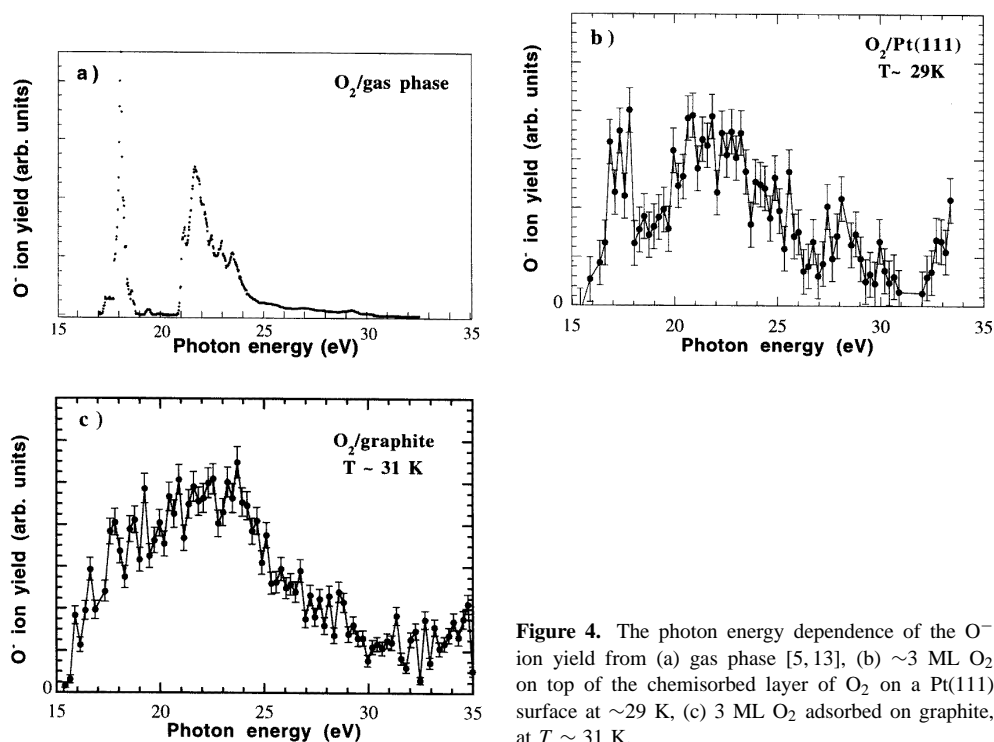 a)
O₂/gas phase
O⁻ ion yield (arb. units)
15 20 25 30 35
Photon energy (eV)
b)
O₂/Pt(111)
T~ 29K
O⁻ ion yield (arb. units)
0
15 20 25 30 35
Photon energy (eV)
c)
O₂/graphite
T ~ 31 K
O⁻ ion yield (arb. units)
0
15 20 25 30 35
Photon energy (eV)
Figure 4. The photon energy dependence of the O⁻
ion yield from (a) gas phase [5, 13], (b) ∼3 ML O₂
on top of the chemisorbed layer of O₂ on a Pt(111)
surface at ∼29 K, (c) 3 ML O₂ adsorbed on graphite,
at T ∼ 31 K